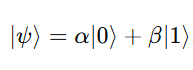 |ψ⟩ = α|0⟩ + β|1⟩